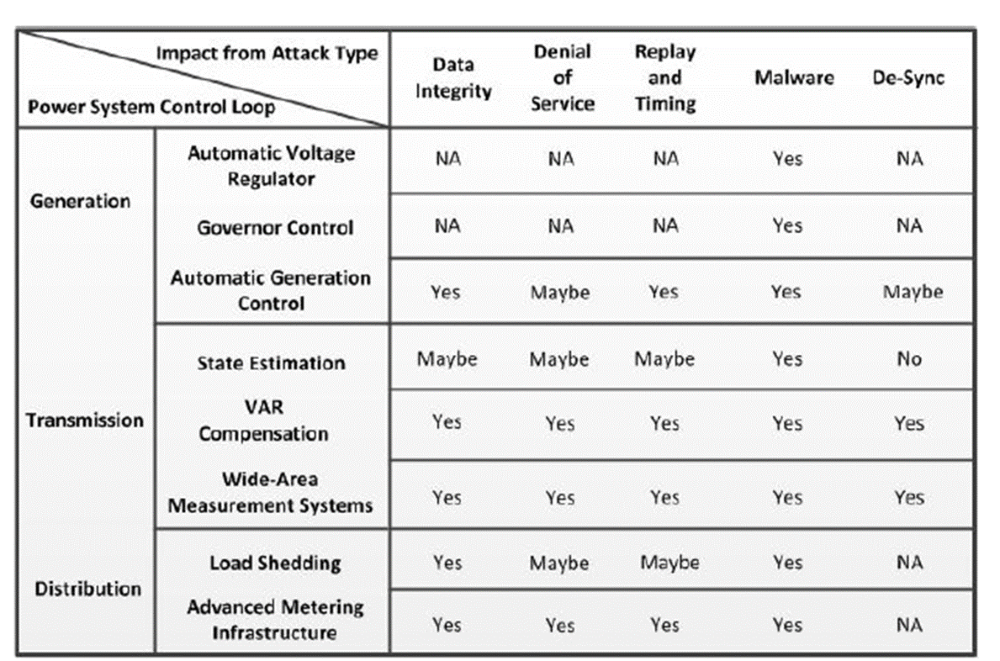 Impact from Attack Type
Power System Control Loop
Data
Integrity
Denial
of
Service
Replay
and
Timing
Malware
De-Sync
Generation
Automatic Voltage
Regulator
NA NA NA Yes NA
Governor Control
NA NA NA Yes NA
Automatic Generation
Control
Yes Maybe Yes Yes Maybe
Transmission
State Estimation
Maybe Maybe Maybe Yes No
VAR
Compensation
Yes Yes Yes Yes Yes
Wide-Area
Measurement Systems
Yes Yes Yes Yes Yes
Distribution
Load Shedding
Yes Maybe Maybe Yes NA
Advanced Metering
Infrastructure
Yes Yes Yes Yes NA